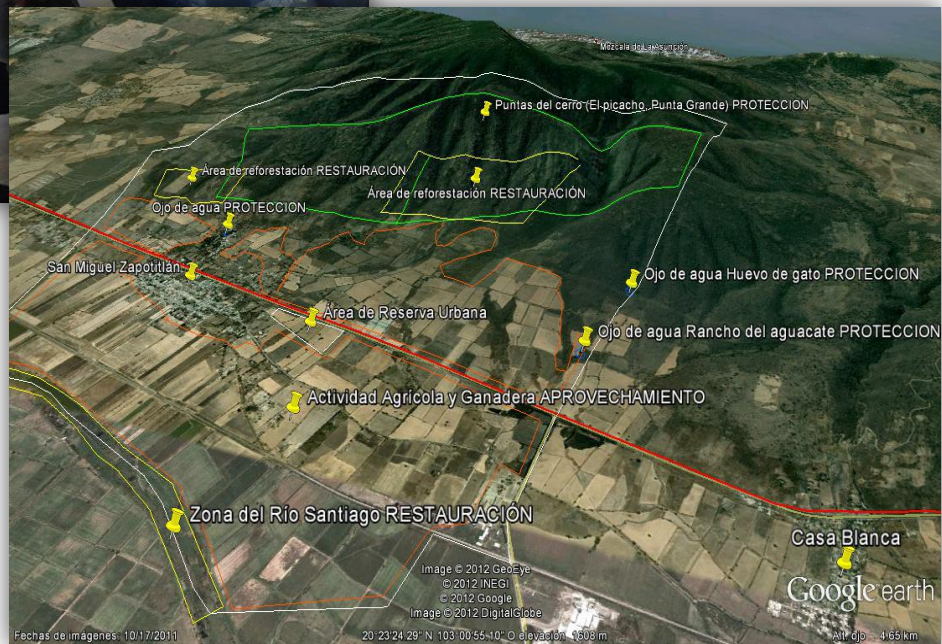 Mezcala de La Asunción
Puntas del cerro (El picacho, Punta Grande) PROTECCION
Área de reforestación RESTAURACIÓN
Área de reforestación RESTAURACIÓN
Ojo de agua PROTECCION
San Miguel Zapotitlán
Ojo de agua Huevo de gato PROTECCION
Área de Reserva Urbana
Ojo de agua Rancho del aguacate PROTECCION
Actividad Agrícola y Ganadera APROVECHAMIENTO
Zona del Río Santiago RESTAURACIÓN
Casa Blanca
Image © 2012 GeoEye
© 2012 INEGI
© 2012 Google
Image © 2012 DigitalGlobe
Google earth
Fechas de imágenes: 10/17/2011
20°23'24.29" N 103°00'55.10" O elevación 1608 m
Alt. ojo 4.65 km